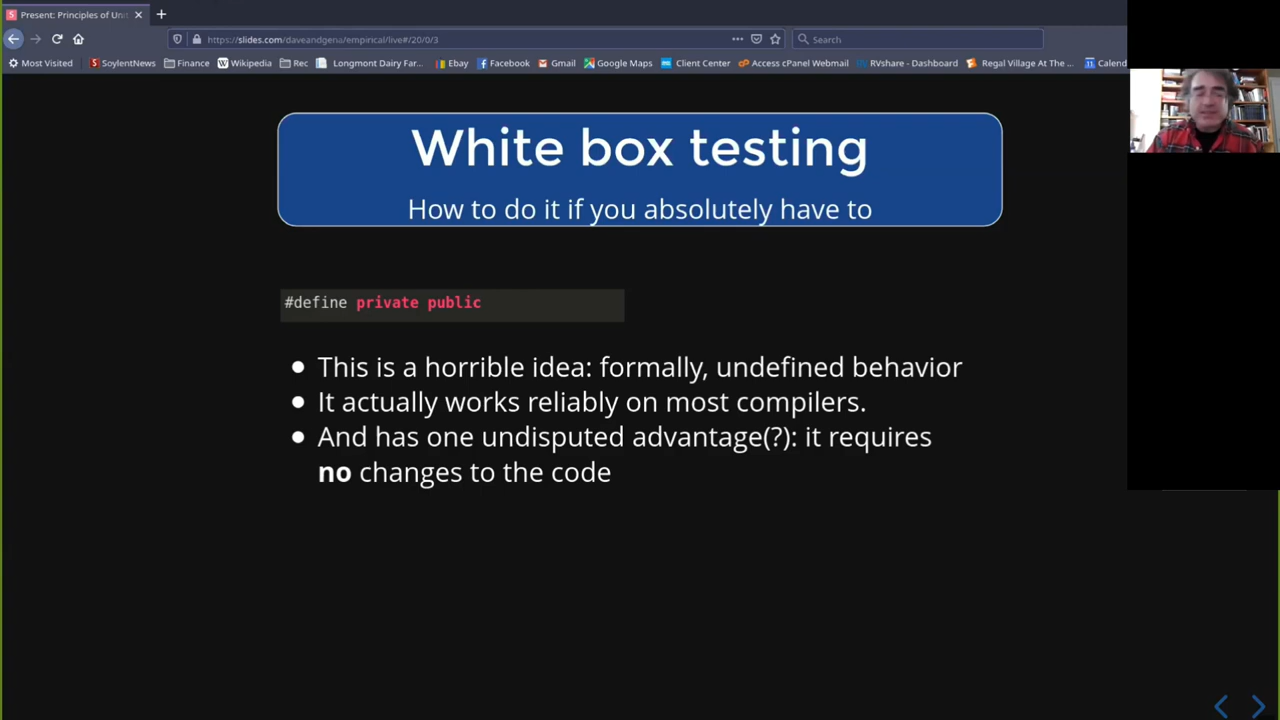 Present: Principles of Unit
https://slides.com/daveandgena/empirical/live#/20/0/3
Search
Most Visited
SoylentNews
Finance
Wikipedia
Rec
Longmont Dairy Far...
Ebay
Facebook
Gmail
Google Maps
Client Center
Access cPanel Webmail
RVshare - Dashboard
Regal Village At The ...
Calend
White box testing
How to do it if you absolutely have to
#define private public
This is a horrible idea: formally, undefined behavior
It actually works reliably on most compilers.
And has one undisputed advantage(?): it requires
no changes to the code